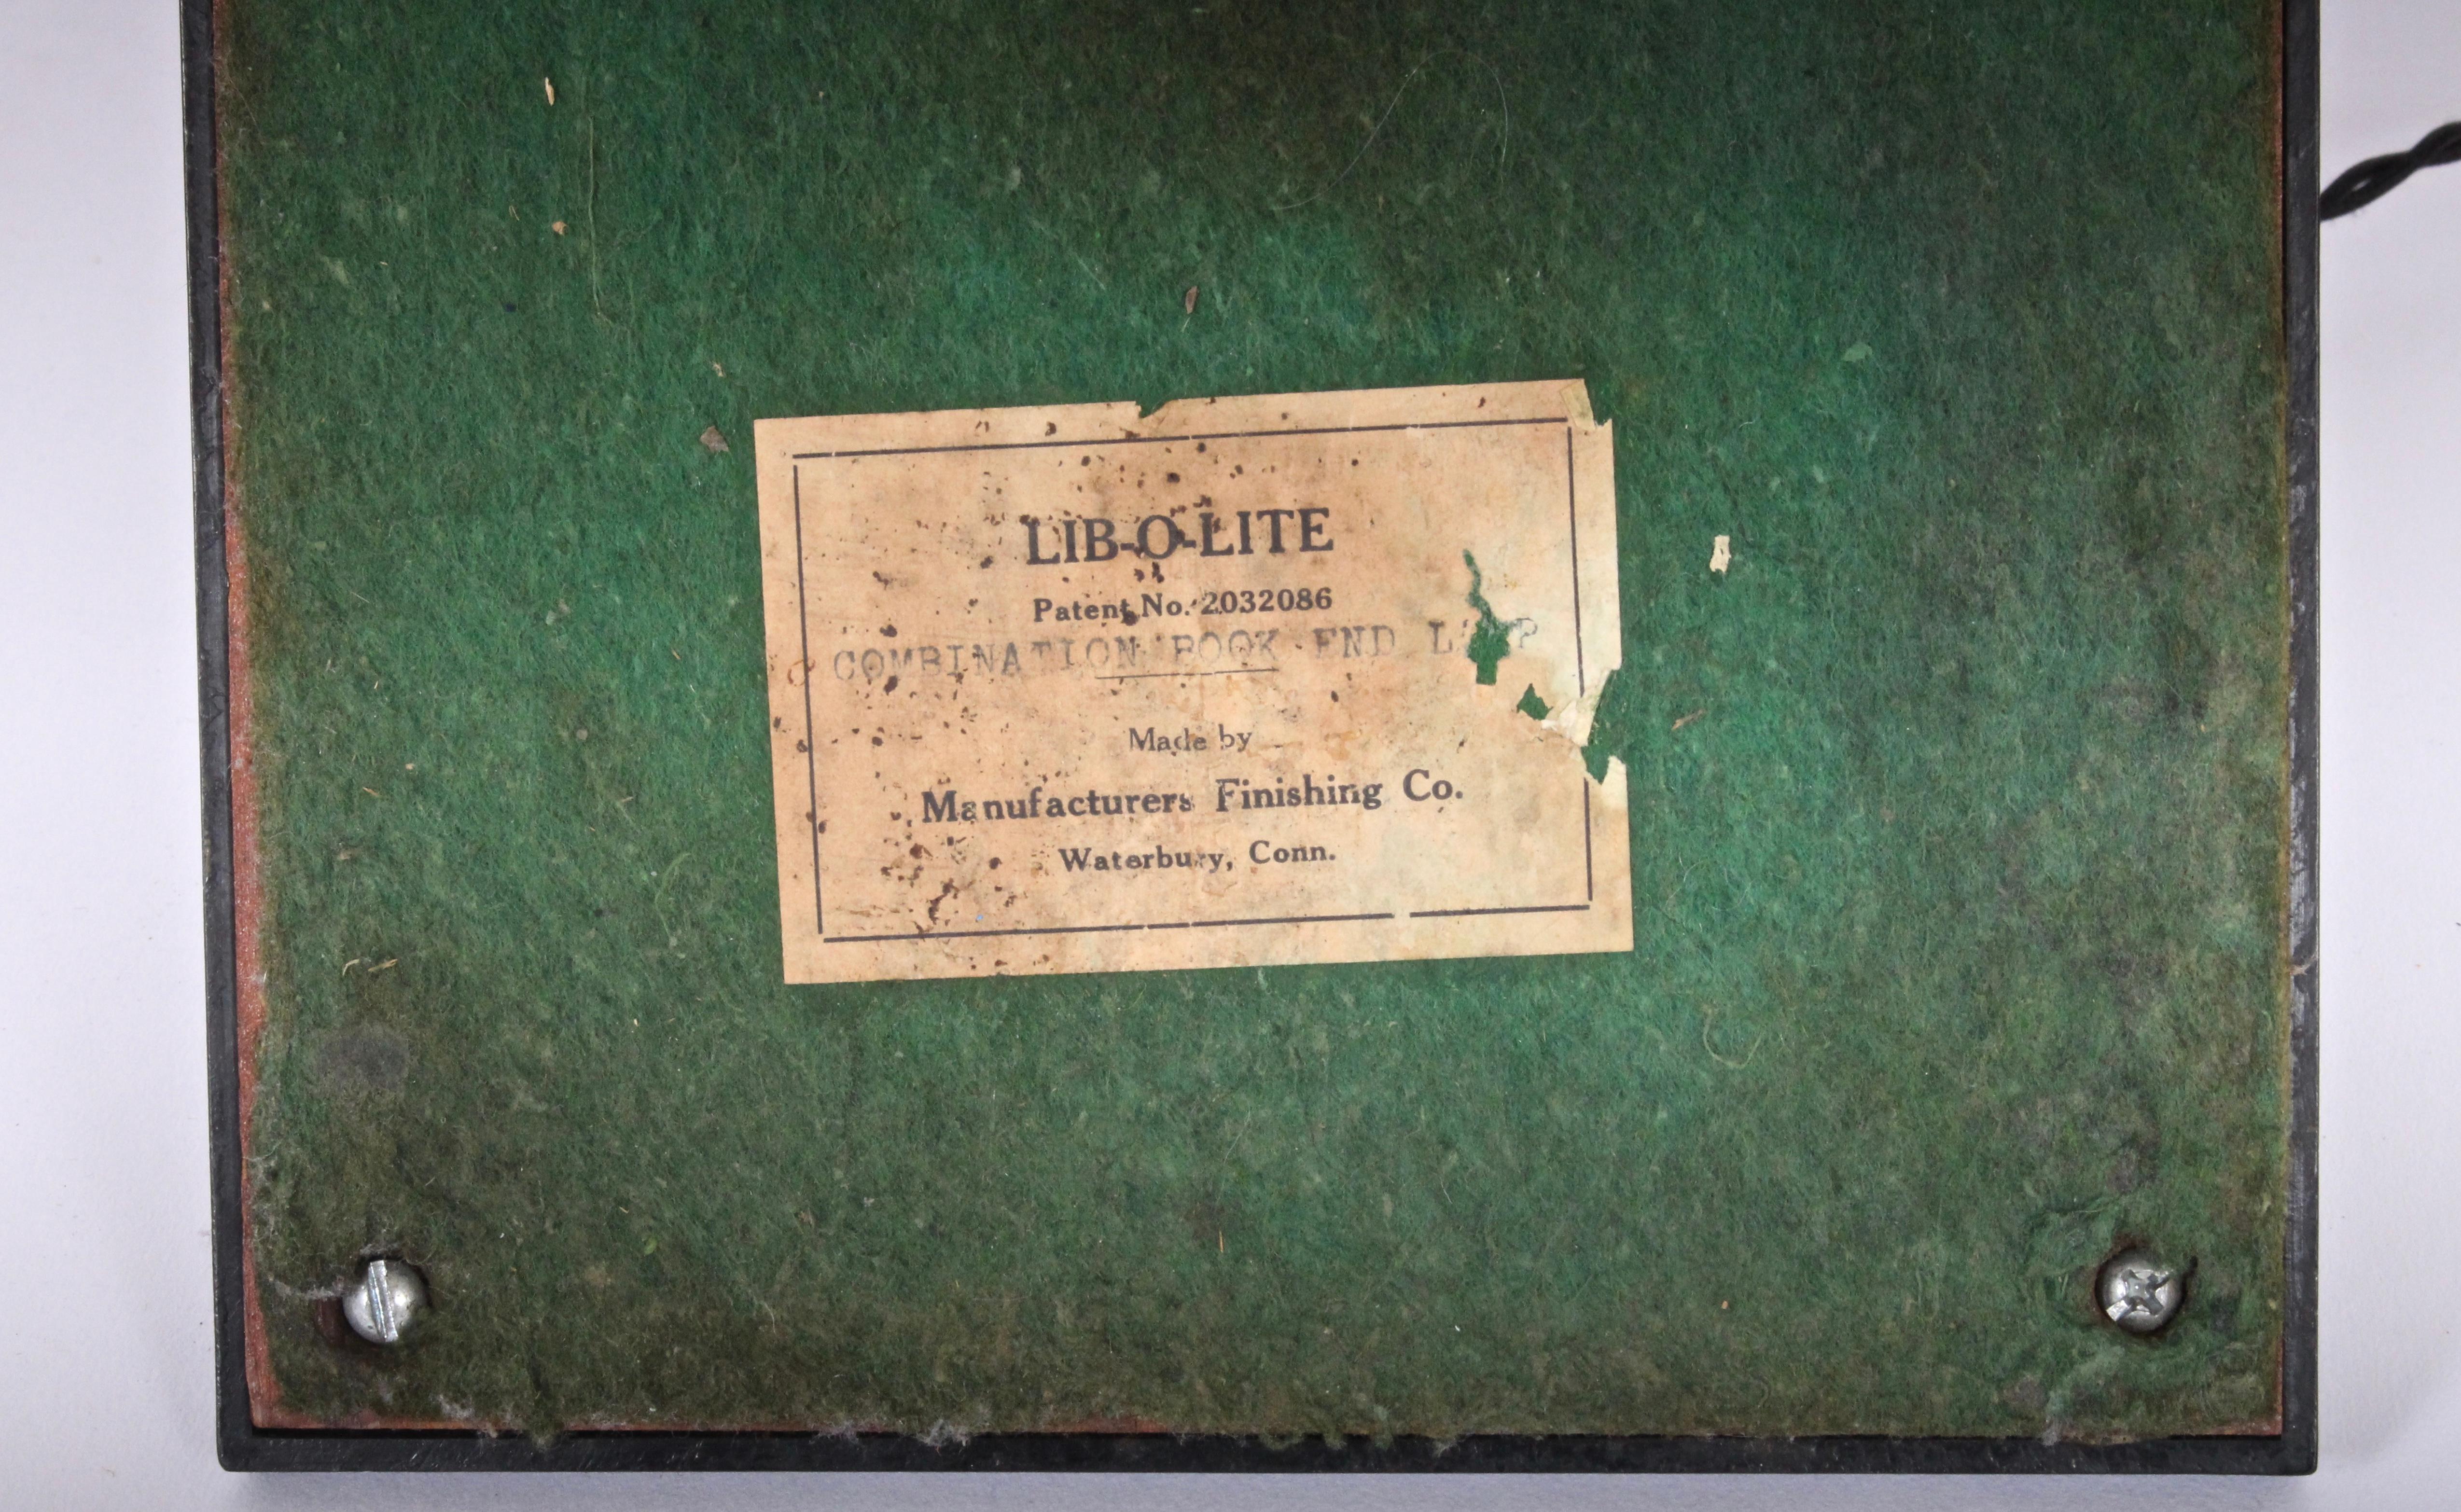 LIB-O-LITE
Patent No. 2032086
COMBINATION BOOK END
Made by
Manufacturers Finishing Co.
Waterbury, Conn.